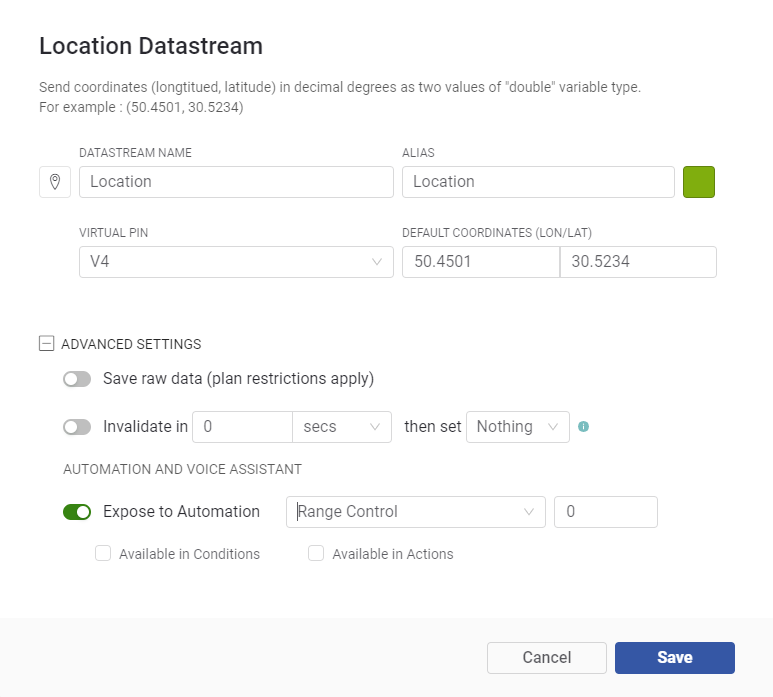 Location Datastream
Send coordinates (longtitued, latitude) in decimal degrees as two values of "double" variable type.
For example : (50.4501, 30.5234)
DATASTREAM NAME
ALIAS
Location
Location
VIRTUAL PIN
DEFAULT COORDINATES (LON/LAT)
V4
50.4501
30.5234
ADVANCED SETTINGS
Save raw data (plan restrictions apply)
Invalidate in 0 secs then set Nothing
AUTOMATION AND VOICE ASSISTANT
Expose to Automation Range Control 0
Available in Conditions Available in Actions
Cancel Save